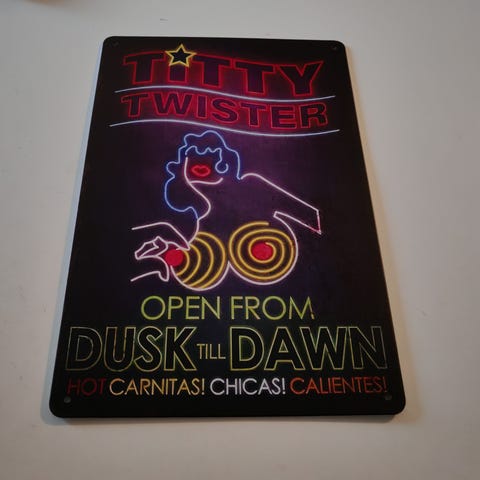 TiTTY
TWISTER
OPEN FROM
DUSK TILL DAWN
HOT CARNITAS! CHICAS! CALIENTES!